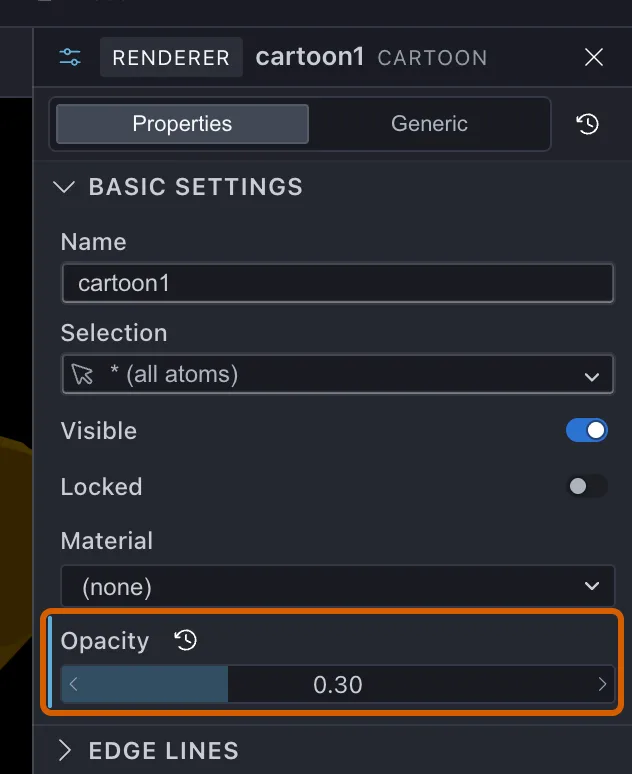 RENDERER cartoon1 CARTOON
Properties Generic
BASIC SETTINGS
Name
cartoon1
Selection
* (all atoms)
Visible
Locked
Material
(none)
Opacity
0.30
EDGE LINES